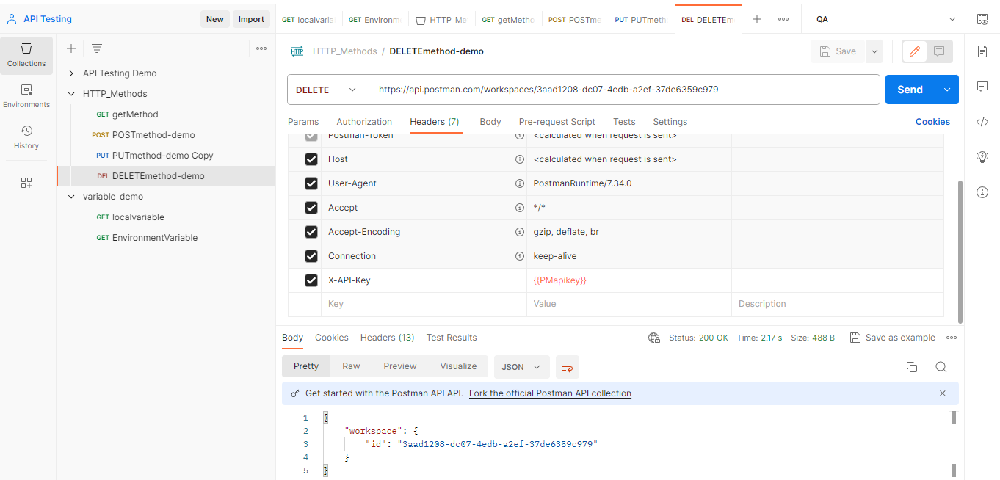 API Testing
New
Import
GET localvaria
GET Environm
HTTP_Me
GET getMetho
POST POSTme
PUT PUTmeth
DEL DELETEm
QA
Collections
Environments
History
API Testing Demo
HTTP_Methods
GET getMethod
POST POSTmethod-demo
PUT PUTmethod-demo Copy
DEL DELETEmethod-demo
variable_demo
GET localvariable
GET EnvironmentVariable
HTTP HTTP_Methods / DELETEmethod-demo
Save
DELETE
https://api.postman.com/workspaces/3aad1208-dc07-4edb-a2ef-37de6359c979
Send
Params Authorization Headers (7) Body Pre-request Script Tests Settings
Cookies
Postman-Token <calculated when request is sent>
Host <calculated when request is sent>
User-Agent PostmanRuntime/7.34.0
Accept */*
Accept-Encoding gzip, deflate, br
Connection keep-alive
X-API-Key {{PMapikey}}
Key Value Description
Body Cookies Headers (13) Test Results
Status: 200 OK Time: 2.17 s Size: 488 B
Save as example
Pretty Raw Preview Visualize JSON
Get started with the Postman API API. Fork the official Postman API collection
1 {
2 "workspace": {
3 "id": "3aad1208-dc07-4edb-a2ef-37de6359c979"
4 }
5 }